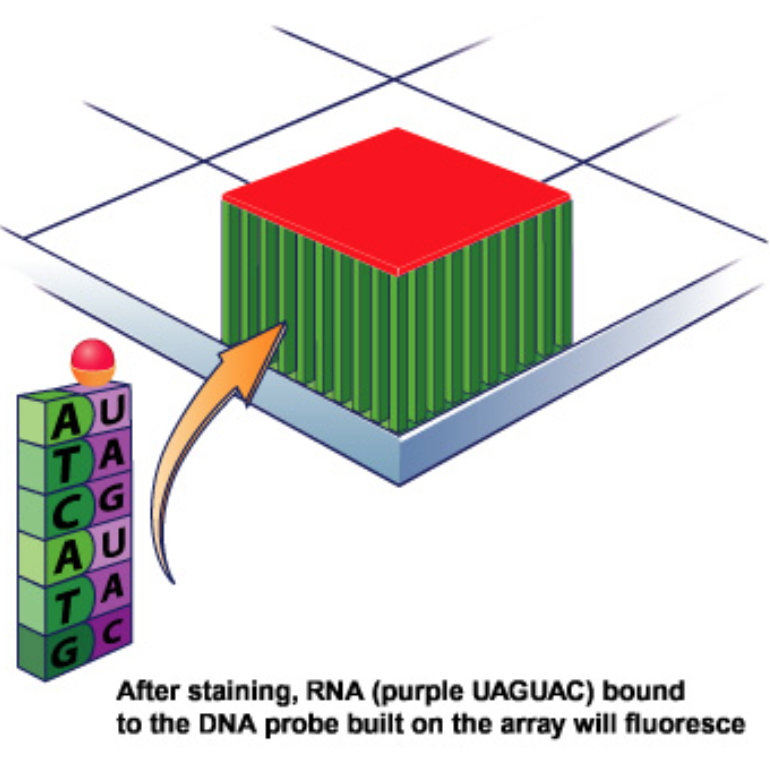 A U
T A
C G
A U
T A
G C
After staining, RNA (purple UAGUAC) bound
to the DNA probe built on the array will fluoresce